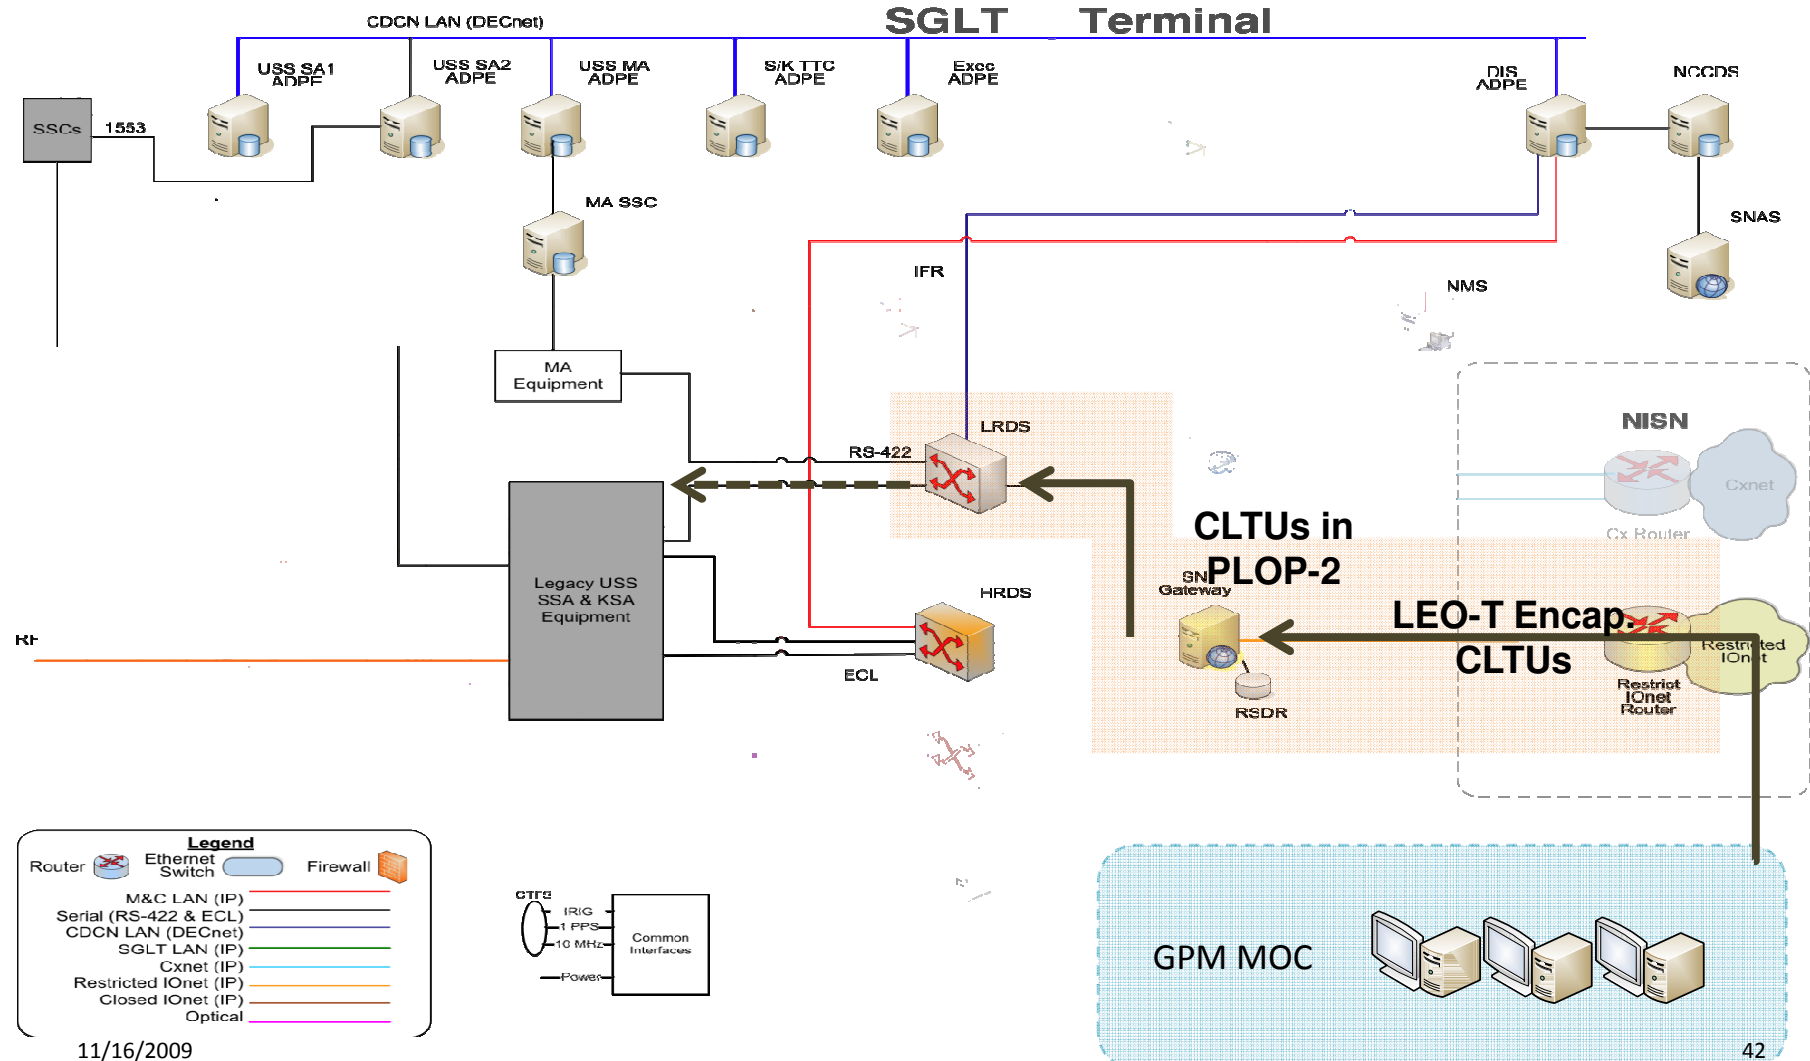 SGLT Terminal
CDCN LAN (DECnet)
USS SA1
ADPE
USS SA2
ADPE
USS MA
ADPE
S/K TTC
ADPE
Exec
ADPE
DIS
ADPE
NCCDS
SSCs
1553
MA SSC
SNAS
IFR
NMS
MA
Equipment
NISN
LRDS
RS-422
Cxnet
Cx Router
CLTUs in
PLOP-2
Legacy USS
SSA & KSA
Equipment
HRDS
SN
Gateway
LEO-T Encap.
CLTUs
Restricted
IOnet
RF
ECL
RSDR
Restrict
IOnet
Router
Legend
Router
Ethernet
Switch
Firewall
M&C LAN (IP)
Serial (RS-422 & ECL)
CDCN LAN (DECnet)
SGLT LAN (IP)
Cxnet (IP)
Restricted IOnet (IP)
Closed IOnet (IP)
Optical
IRIG
1 PPS
10 MHz
Power
Common
Interfaces
GPM MOC
11/16/2009
42